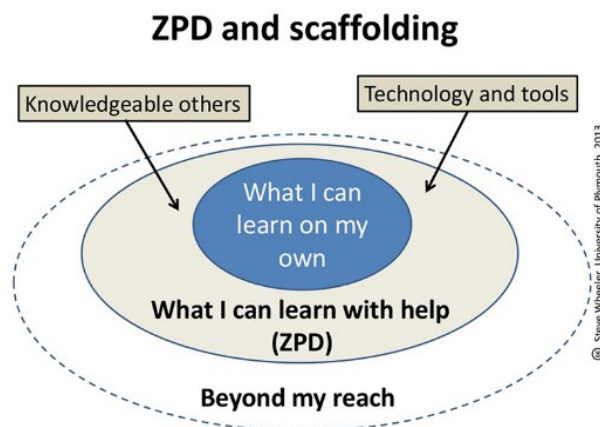 ZPD and scaffolding
Knowledgeable others
Technology and tools
What I can
learn on my
own
What I can learn with help
(ZPD)
Beyond my reach
Steve Wheeler, University of Plymouth, 2013